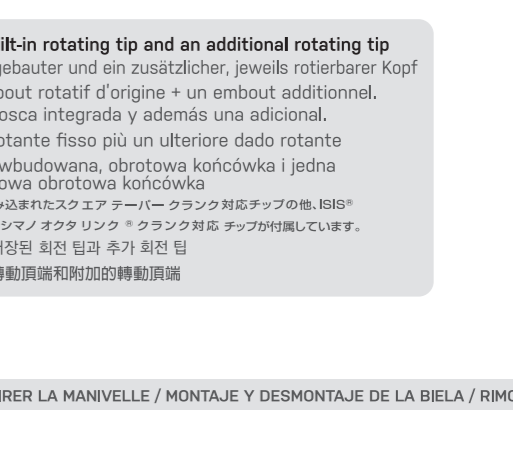 ilt-in rotating tip and an additional rotating tip
gebauter und ein zusätzlicher, jeweils rotierbarer Kopf
bout rotatif d'origine + un embout additionnel.
osca integrada y además una adicional.
otante fisso più un ulteriore dado rotante
wbudowana, obrotowa końcówka i jedna
owa obrotowa końcówka
み込まれたスクエア テーパー クランク対応チップの他、ISIS®
シマノ オクタ リンク ® クランク対応 チップが付属しています。
장된 회전 팁과 추가 회전 팁
轉動頂端和附加的轉動頂端
IRER LA MANIVELLE / MONTAJE Y DESMONTAJE DE LA BIELA / RIMO